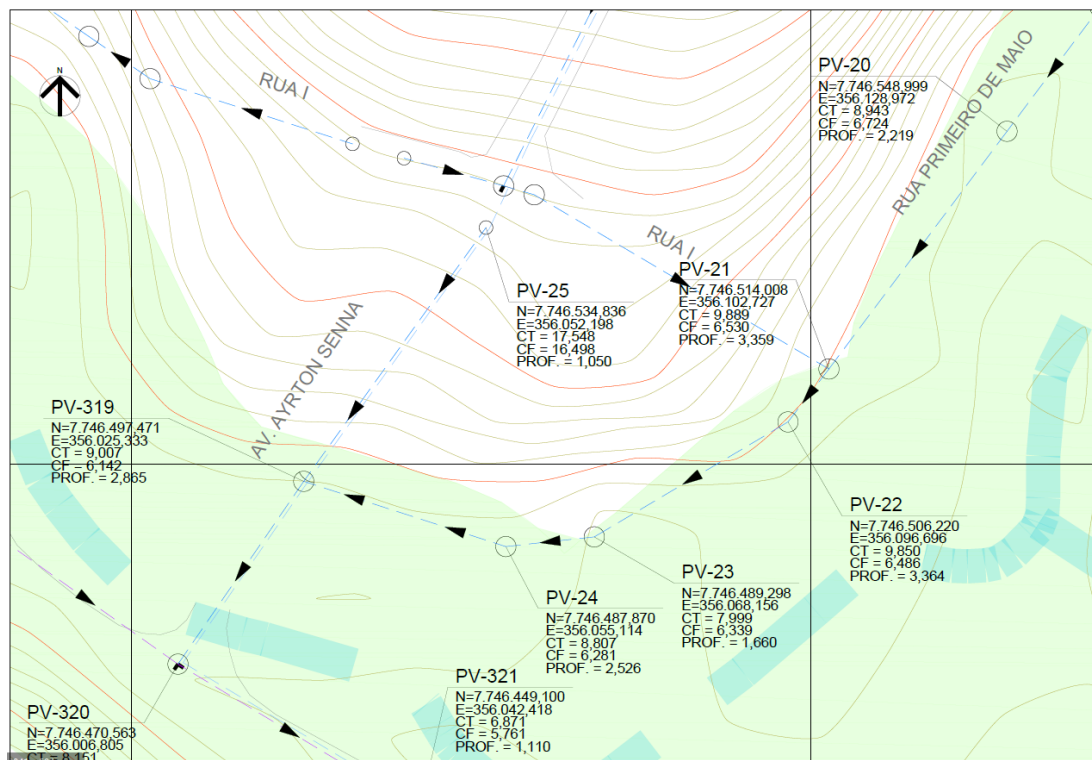 N
RUA I
PV-20
N=7.746.548,999
E=356.128,972
CT = 8,943
CF = 6,724
PROF. = 2,219
RUA PRIMEIRO DE MAIO
RUA I
PV-21
N=7.746.514,008
E=356.102,727
CT = 9,889
CF = 6,530
PROF. = 3,359
PV-25
N=7.746.534,836
E=356.052,198
CT = 17,548
CF = 16,498
PROF. = 1,050
AV. AYRTON SENNA
PV-319
N=7.746.497,471
E=356.025,333
CT = 9,007
CF = 6,142
PROF. = 2,865
PV-22
N=7.746.506,220
E=356.096,696
CT = 9,850
CF = 6,486
PROF. = 3,364
PV-23
N=7.746.489,298
E=356.068,156
CT = 7,999
CF = 6,339
PROF. = 1,660
PV-24
N=7.746.487,870
E=356.055,114
CT = 8,807
CF = 6,281
PROF. = 2,526
PV-321
N=7.746.449,100
E=356.042,418
CT = 6,871
CF = 5,761
PROF. = 1,110
PV-320
N=7.746.470,563
E=356.006,805
CT = 8,151